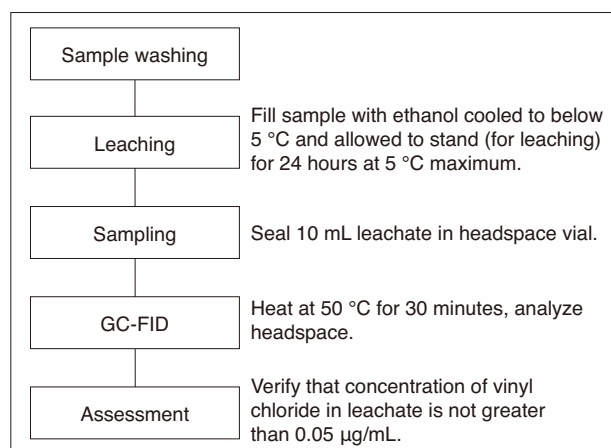 Sample washing
Leaching
Fill sample with ethanol cooled to below
5 °C and allowed to stand (for leaching)
for 24 hours at 5 °C maximum.
Sampling
Seal 10 mL leachate in headspace vial.
GC-FID
Heat at 50 °C for 30 minutes, analyze
headspace.
Assessment
Verify that concentration of vinyl
chloride in leachate is not greater
than 0.05 µg/mL.